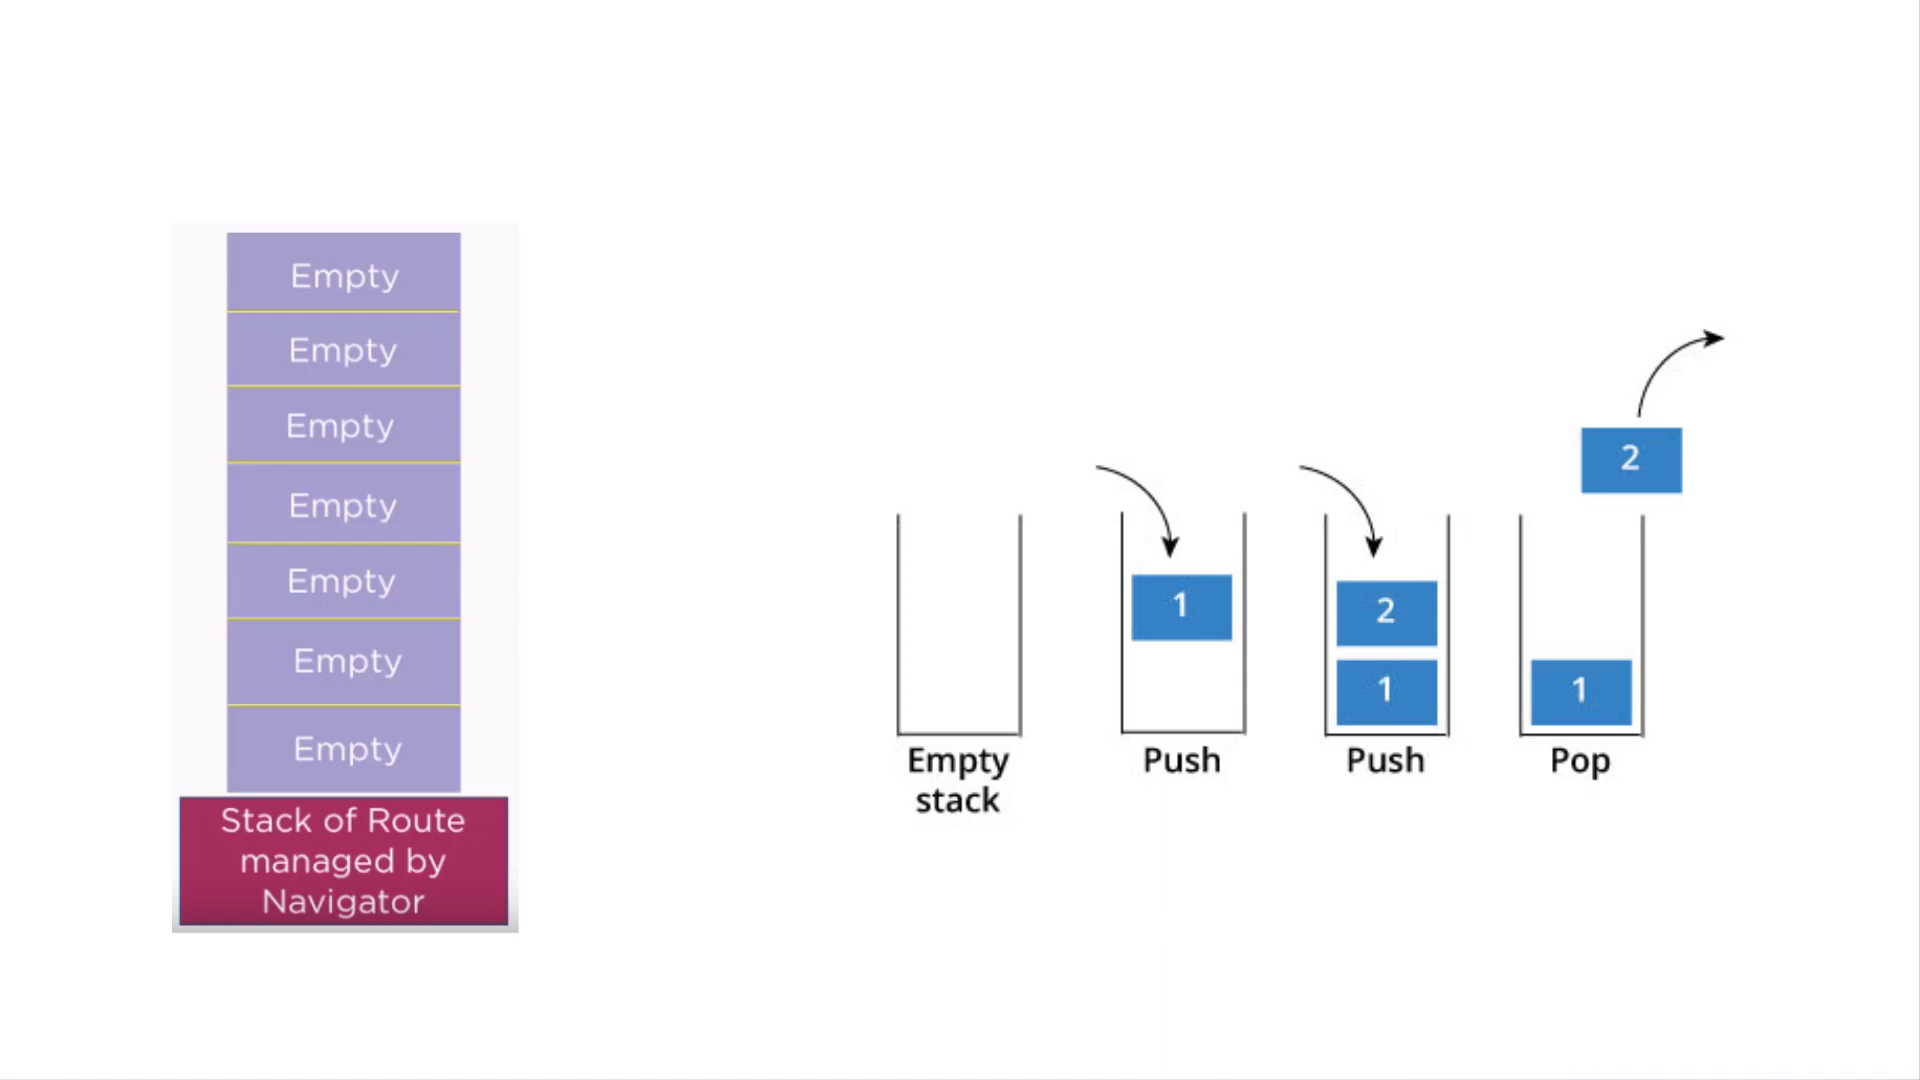 Empty
Empty
Empty
Empty
Empty
Empty
Empty
Stack of Route
managed by
Navigator
2
1
2
1
1
Empty
stack
Push
Push
Pop